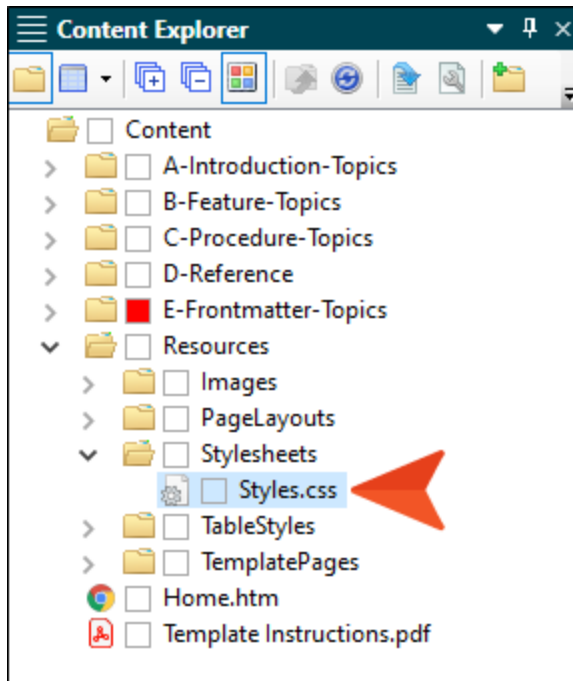 Content Explorer
Content
A-Introduction-Topics
B-Feature-Topics
C-Procedure-Topics
D-Reference
E-Frontmatter-Topics
Resources
Images
PageLayouts
Stylesheets
Styles.css
TableStyles
TemplatePages
Home.htm
Template Instructions.pdf